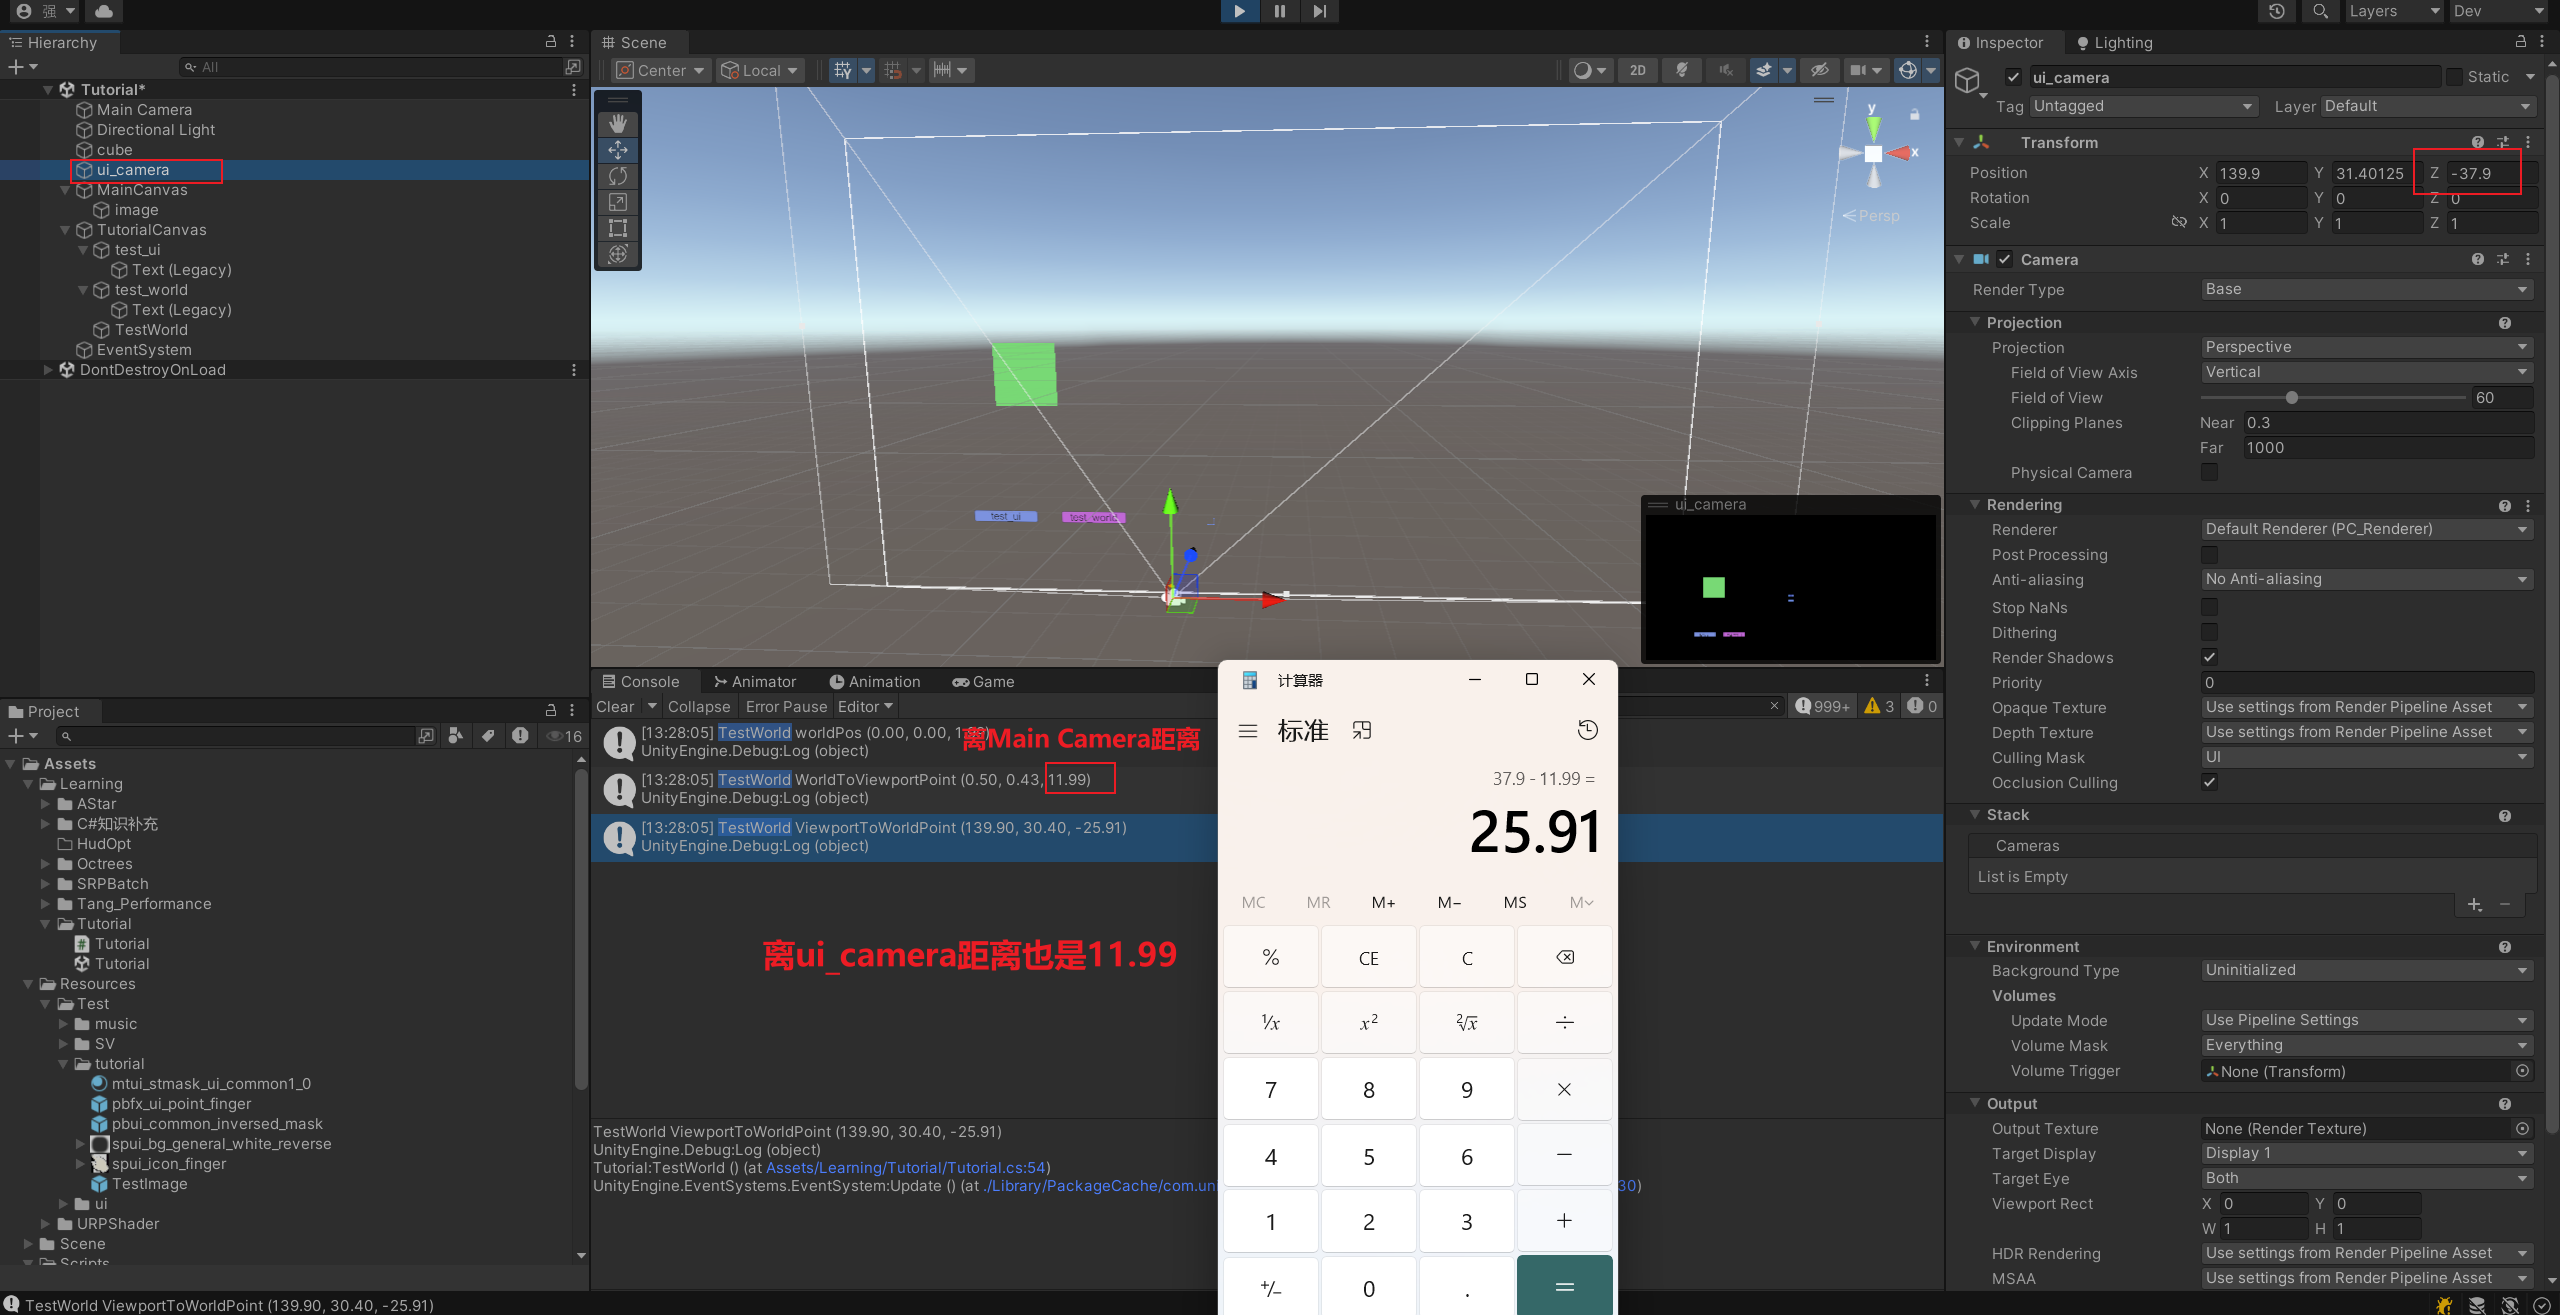 强
Layers
Dev
Hierarchy
All
Tutorial*
Main Camera
Directional Light
cube
ui_camera
MainCanvas
image
TutorialCanvas
test_ui
Text (Legacy)
test_world
Text (Legacy)
TestWorld
EventSystem
DontDestroyOnLoad
Scene
Center
Local
2D
y
x
Persp
test_ui
test_world
ui_camera
Project
16
Assets
Learning
AStar
C#知识补充
HudOpt
Octrees
SRPBatch
Tang_Performance
Tutorial
Tutorial
Tutorial
Resources
Test
music
SV
tutorial
mtui_stmask_ui_common1_0
pbfx_ui_point_finger
pbui_common_inversed_mask
spui_bg_general_white_reverse
spui_icon_finger
TestImage
ui
URPShader
Scene
Scripts
Console
Animator
Animation
Game
Clear
Collapse
Error Pause
Editor
999+
3
0
[13:28:05] TestWorld worldPos (0.00, 0.00, 1.99)
UnityEngine.Debug:Log (object)
离Main Camera距离
[13:28:05] TestWorld WorldToViewportPoint (0.50, 0.43, 11.99)
UnityEngine.Debug:Log (object)
[13:28:05] TestWorld ViewportToWorldPoint (139.90, 30.40, -25.91)
UnityEngine.Debug:Log (object)
离ui_camera距离也是11.99
TestWorld ViewportToWorldPoint (139.90, 30.40, -25.91)
UnityEngine.Debug:Log (object)
Tutorial:TestWorld () (at Assets/Learning/Tutorial/Tutorial.cs:54)
UnityEngine.EventSystems.EventSystem:Update () (at ./Library/PackageCache/com.un
30)
计算器
标准
37.9 - 11.99 =
25.91
MC MR M+ M− MS M
% CE C
¹⁄x x² ²√x ÷
7 8 9 ×
4 5 6 −
1 2 3 +
+/− 0 . =
Inspector
Lighting
ui_camera
Static
Tag Untagged
Layer Default
Transform
Position X 139.9 Y 31.40125 Z -37.9
Rotation X 0 Y 0 Z 0
Scale X 1 Y 1 Z 1
Camera
Render Type Base
Projection
Projection Perspective
Field of View Axis Vertical
Field of View 60
Clipping Planes Near 0.3
Far 1000
Physical Camera
Rendering
Renderer Default Renderer (PC_Renderer)
Post Processing
Anti-aliasing No Anti-aliasing
Stop NaNs
Dithering
Render Shadows
Priority 0
Opaque Texture Use settings from Render Pipeline Asset
Depth Texture Use settings from Render Pipeline Asset
Culling Mask UI
Occlusion Culling
Stack
Cameras
List is Empty
Environment
Background Type Uninitialized
Volumes
Update Mode Use Pipeline Settings
Volume Mask Everything
Volume Trigger None (Transform)
Output
Output Texture None (Render Texture)
Target Display Display 1
Target Eye Both
Viewport Rect X 0 Y 0
W 1 H 1
HDR Rendering Use settings from Render Pipeline Asset
MSAA Use settings from Render Pipeline Asset
TestWorld ViewportToWorldPoint (139.90, 30.40, -25.91)